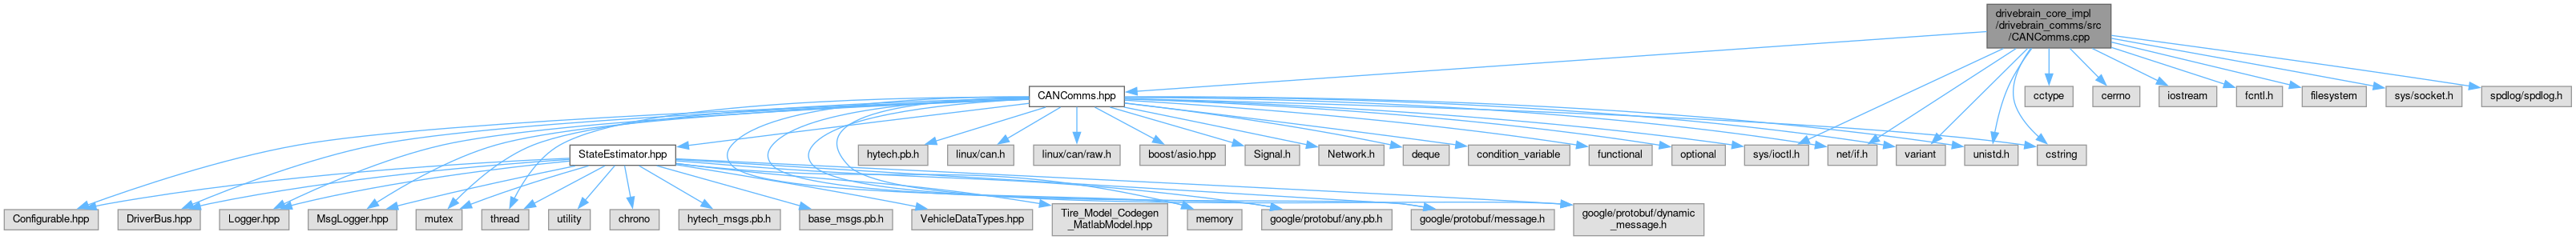 drivebrain_core_impl
/drivebrain_comms/src
/CANComms.cpp
CANComms.hpp
cctype
cerrno
iostream
fcntl.h
filesystem
sys/socket.h
spdlog/spdlog.h
StateEstimator.hpp
hytech.pb.h
linux/can.h
linux/can/raw.h
boost/asio.hpp
Signal.h
Network.h
deque
condition_variable
functional
optional
sys/ioctl.h
net/if.h
variant
unistd.h
cstring
Configurable.hpp
DriverBus.hpp
Logger.hpp
MsgLogger.hpp
mutex
thread
utility
chrono
hytech_msgs.pb.h
base_msgs.pb.h
VehicleDataTypes.hpp
Tire_Model_Codegen
_MatlabModel.hpp
memory
google/protobuf/any.pb.h
google/protobuf/message.h
google/protobuf/dynamic
_message.h